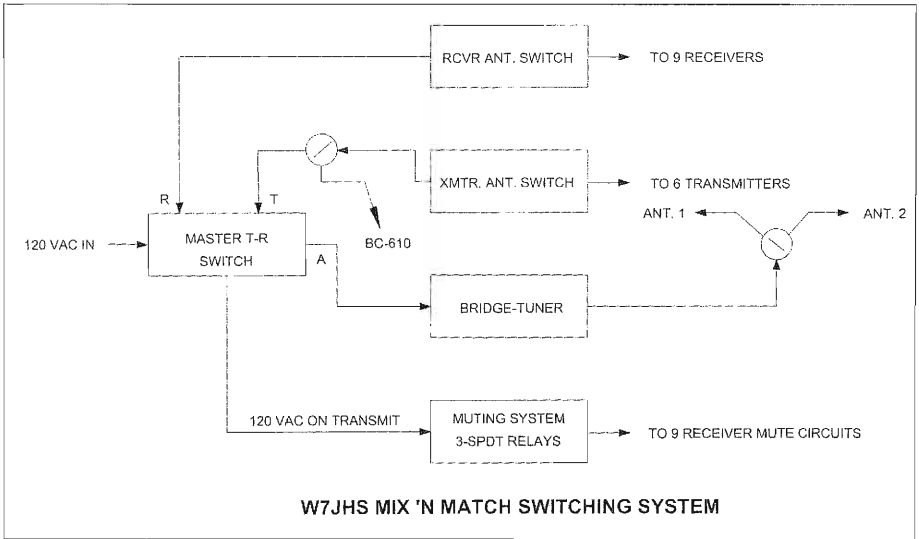 RCVR ANT. SWITCH
TO 9 RECEIVERS
XMTR. ANT. SWITCH
TO 6 TRANSMITTERS
R
T
BC-610
ANT. 1
ANT. 2
120 VAC IN
MASTER T-R
SWITCH
A
BRIDGE-TUNER
120 VAC ON TRANSMIT
MUTING SYSTEM
3-SPDT RELAYS
TO 9 RECEIVER MUTE CIRCUITS
W7JHS MIX 'N MATCH SWITCHING SYSTEM